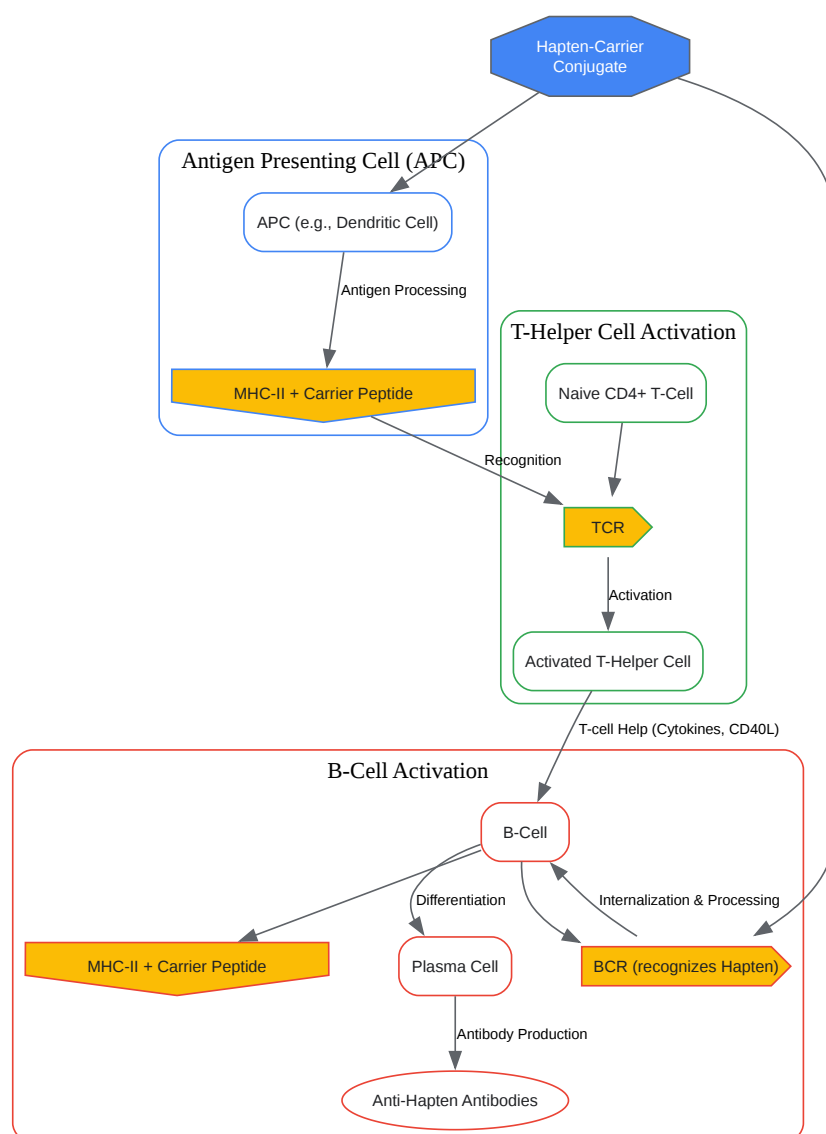 Hapten-Carrier
Conjugate
Antigen Presenting Cell (APC)
APC (e.g., Dendritic Cell)
Antigen Processing
MHC-II + Carrier Peptide
T-Helper Cell Activation
Naive CD4+ T-Cell
Recognition
TCR
Activation
Activated T-Helper Cell
T-cell Help (Cytokines, CD40L)
B-Cell Activation
B-Cell
Differentiation
Internalization & Processing
MHC-II + Carrier Peptide
Plasma Cell
BCR (recognizes Hapten)
Antibody Production
Anti-Hapten Antibodies